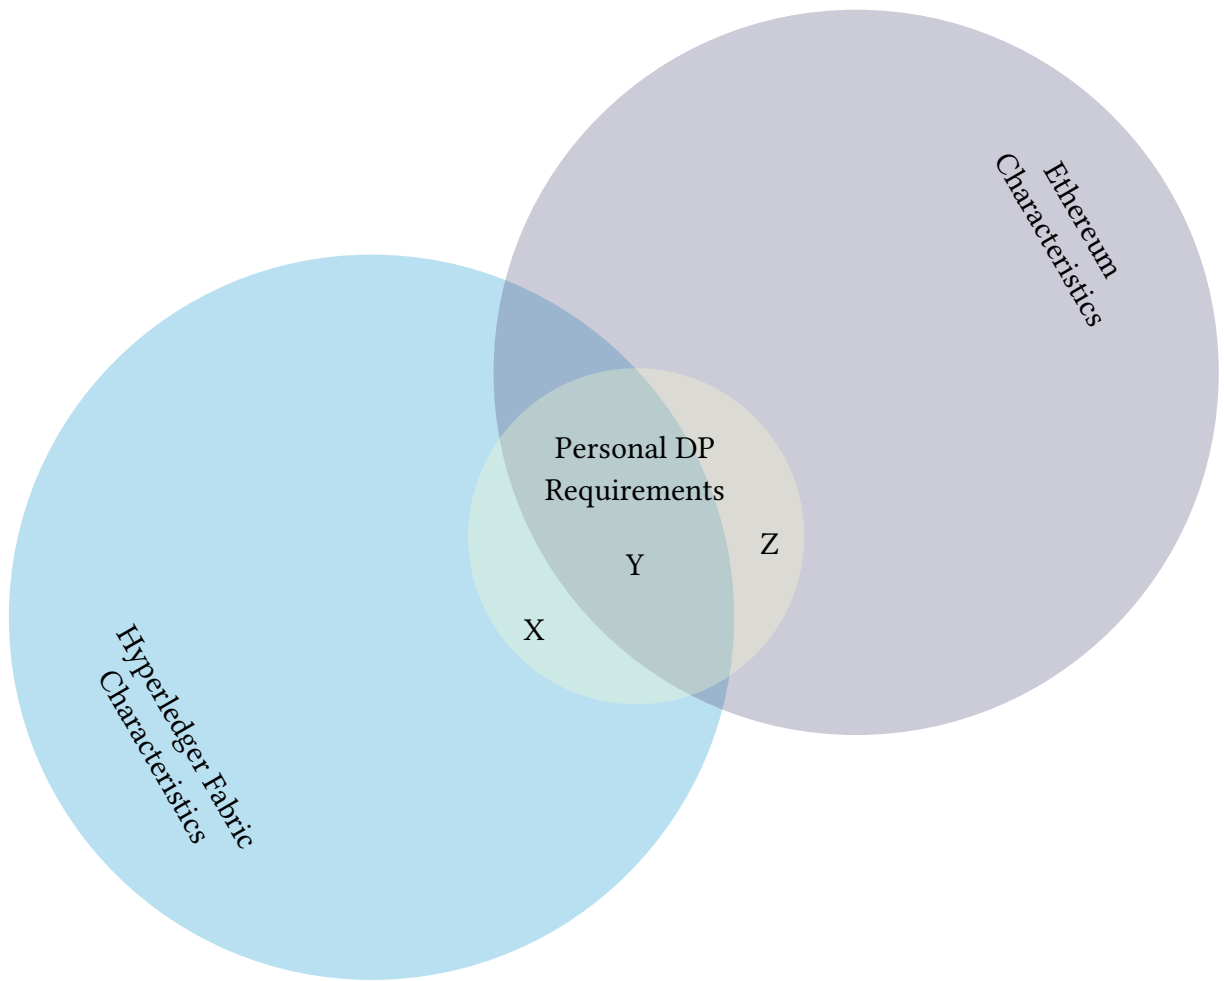 Ethereum
Characteristics
Personal DP
Requirements
Z
Y
X
Hyperledger Fabric
Characteristics